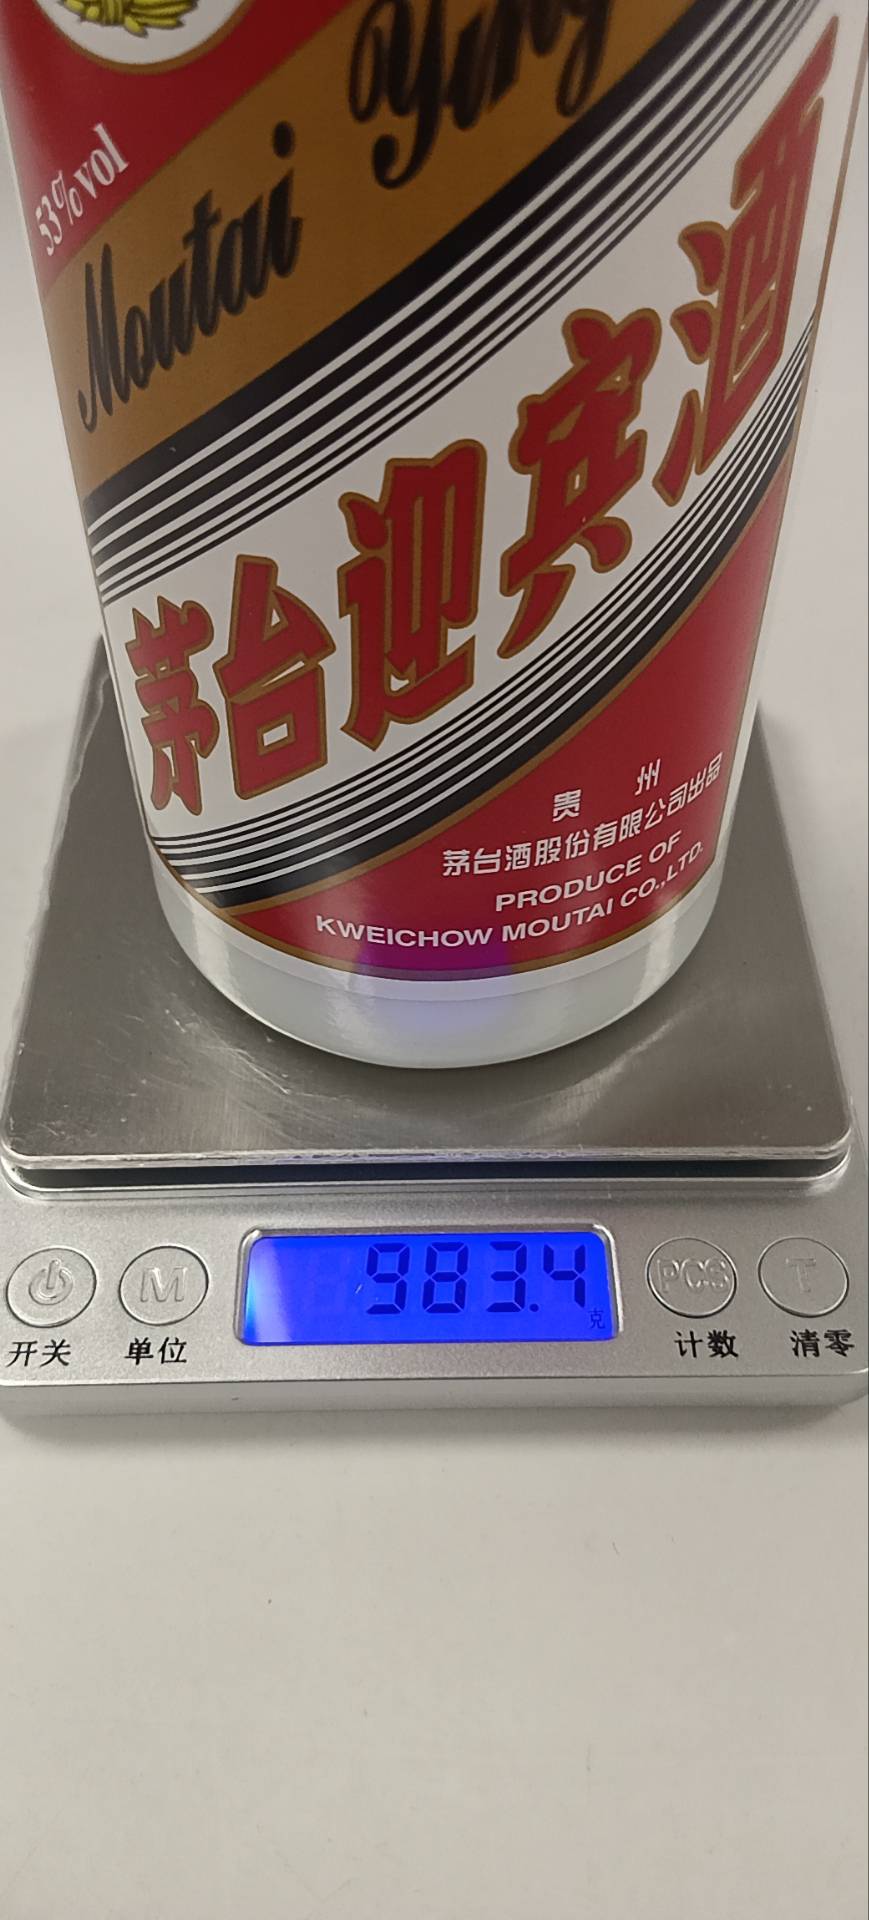 53%vol
Moutai Ying
茅台迎宾酒
贵 州
茅台酒股份有限公司出品
PRODUCE OF
KWEICHOW MOUTAI CO.,LTD.
983.4
克
M
PCS
T
开关
单位
计数
清零